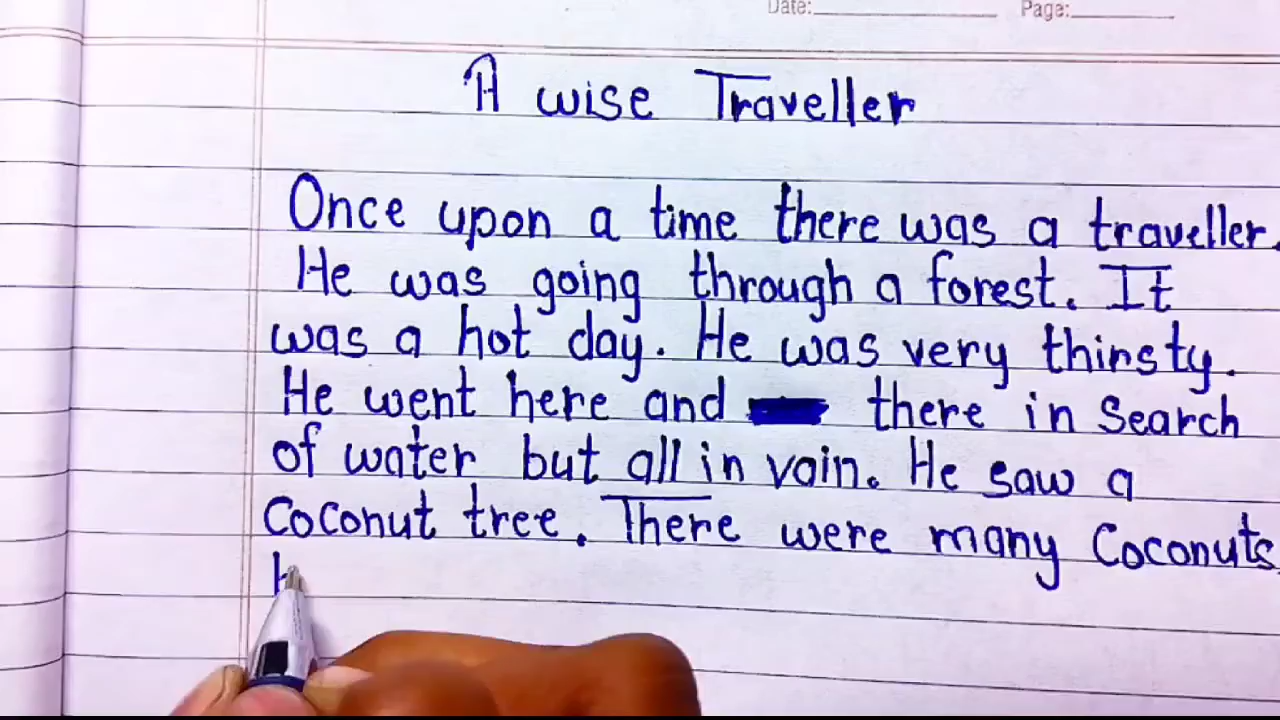 Date: Page:
A wise Traveller
Once upon a time there was a traveller.
He was going through a forest. It
was a hot day. He was very thirsty.
He went here and there in Search
of water but all in vain. He saw a
Coconut tree. There were many Coconuts